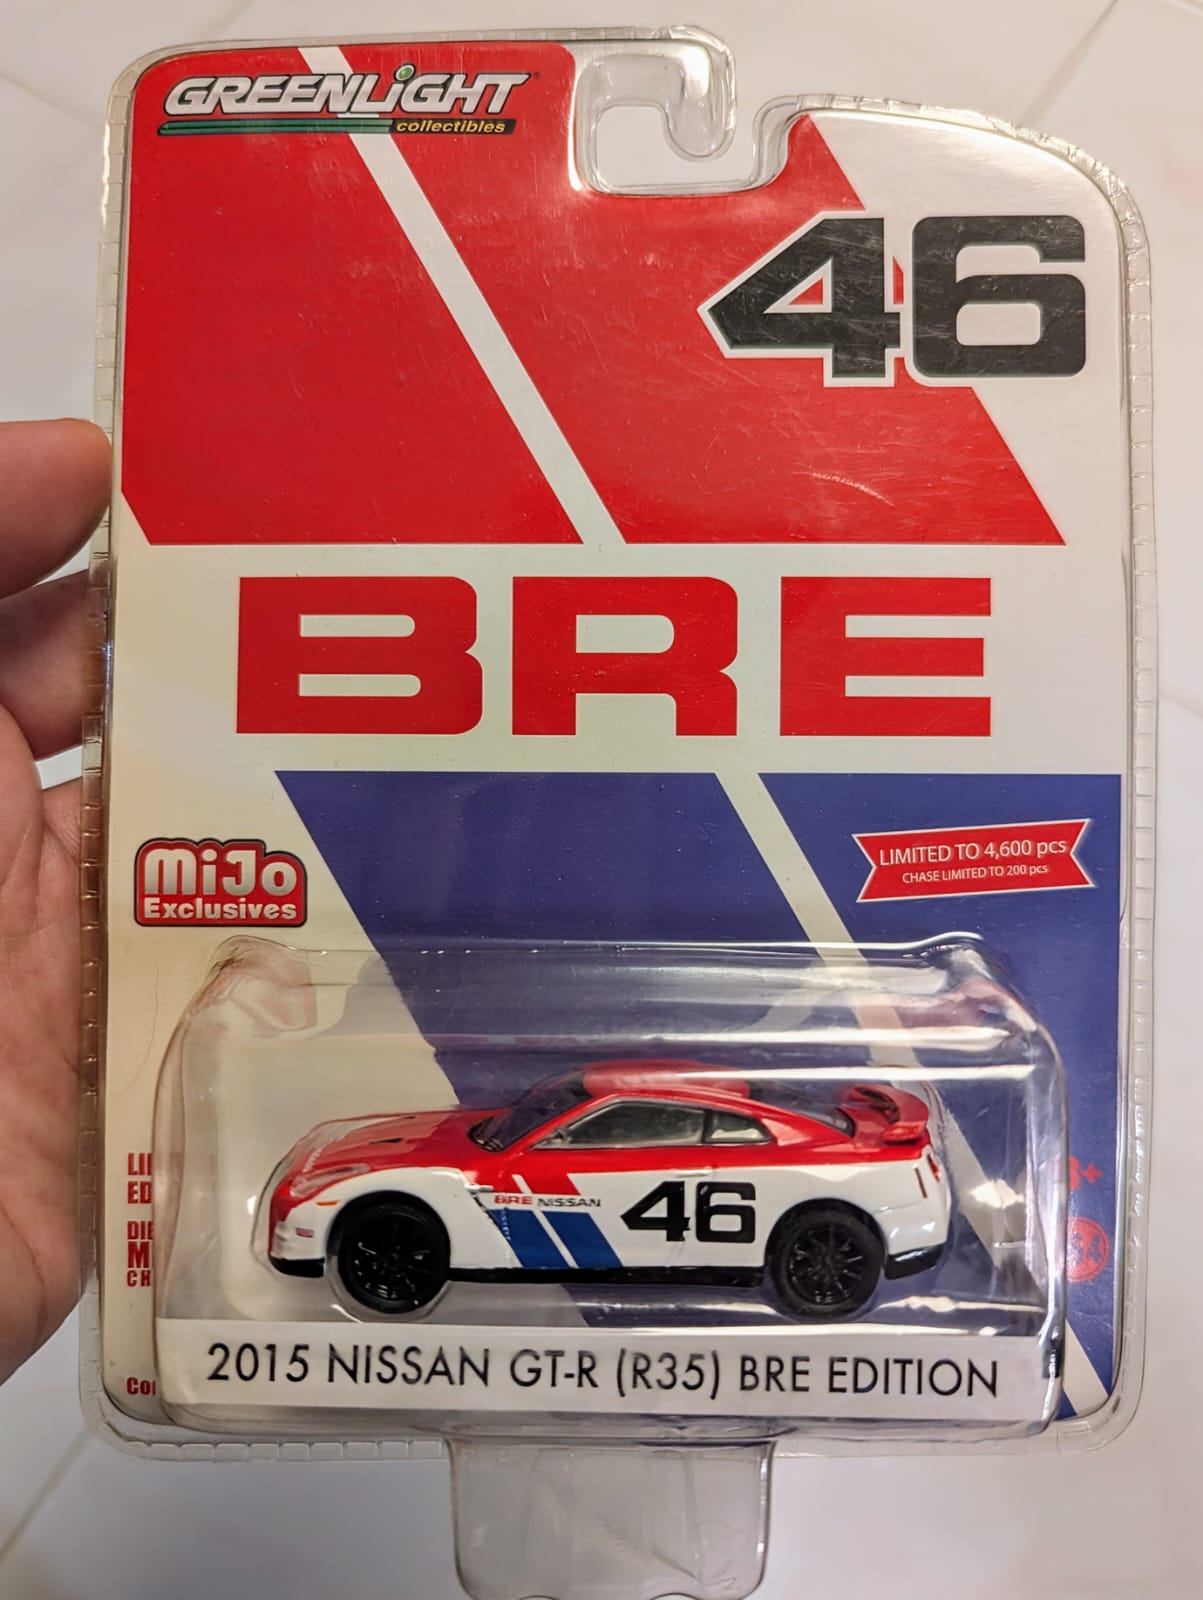 GREENLIGHT
collectibles
46
BRE
MiJo
Exclusives
LIMITED TO 4,600 pcs
CHASE LIMITED TO 200 pcs
BRE NISSAN
46
2015 NISSAN GT-R (R35) BRE EDITION